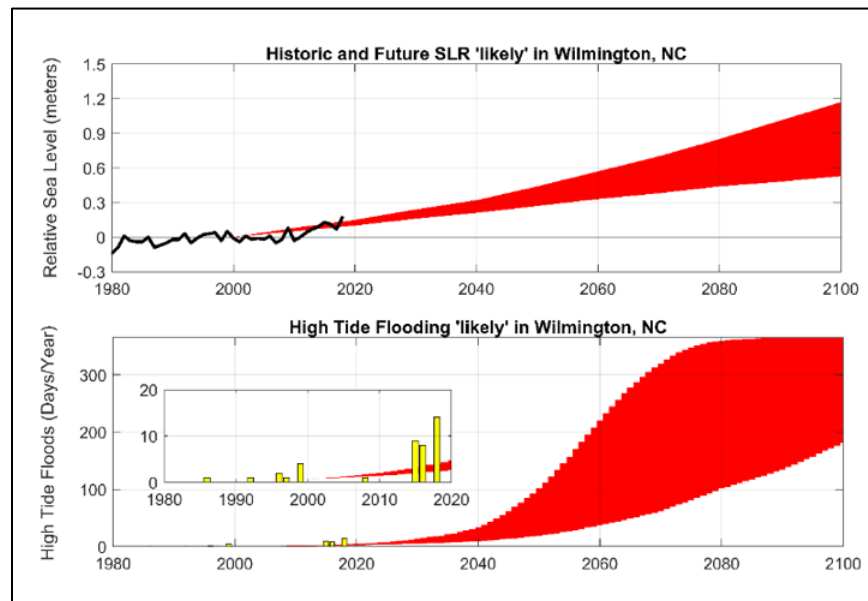 Historic and Future SLR 'likely' in Wilmington, NC
Relative Sea Level (meters)
1.5
1.2
0.9
0.6
0.3
0
-0.3
1980 2000 2020 2040 2060 2080 2100
High Tide Flooding 'likely' in Wilmington, NC
High Tide Floods (Days/Year)
300
200
100
0
20
10
0
1980 1990 2000 2010 2020
1980 2000 2020 2040 2060 2080 2100